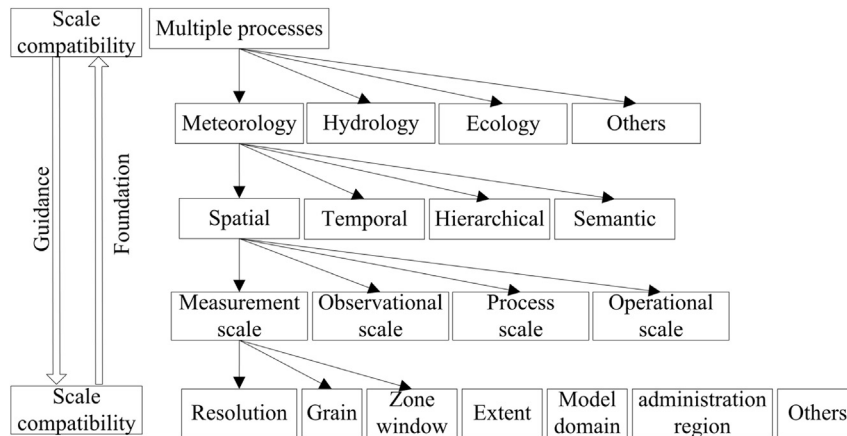 Scale
compatibility
Multiple processes
Meteorology
Hydrology
Ecology
Others
Guidance
Foundation
Spatial
Temporal
Hierarchical
Semantic
Measurement
scale
Observational
scale
Process
scale
Operational
scale
Scale
compatibility
Resolution
Grain
Zone
window
Extent
Model
domain
administration
region
Others